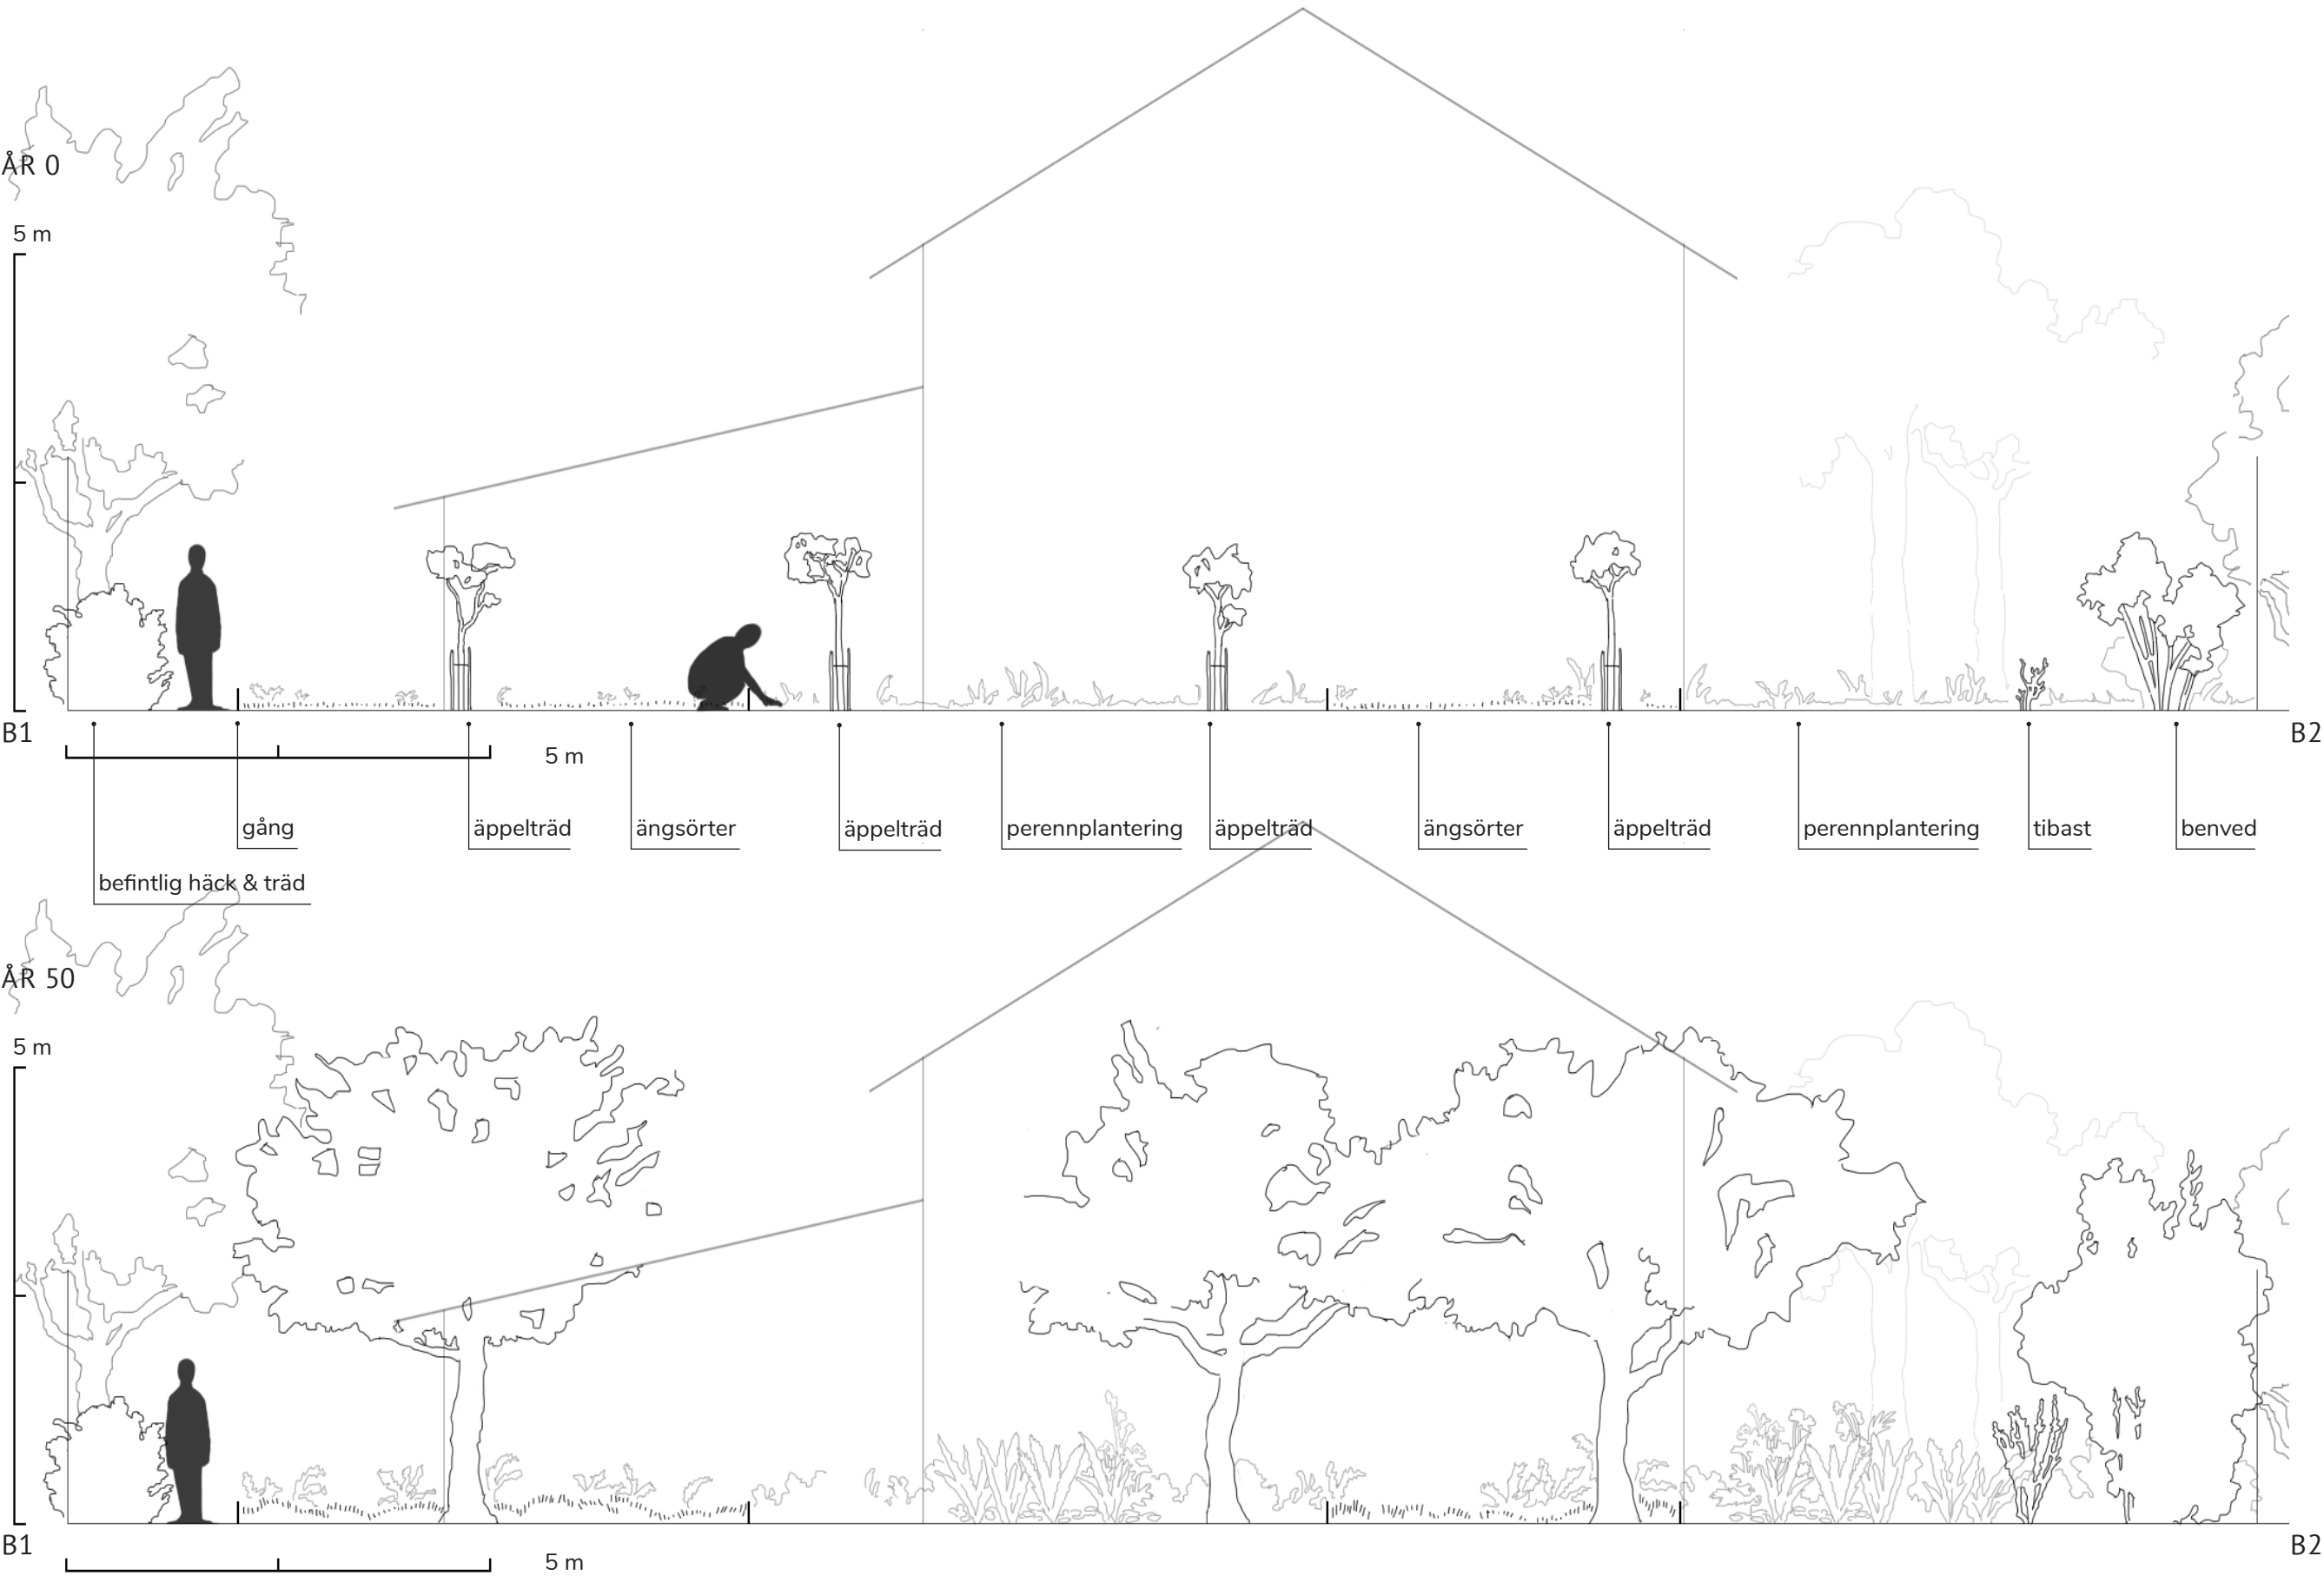 ÅR 0
5 m
B1
B2
5 m
gång
äppelträd
ängsörter
äppelträd
perennplantering
äppelträd
ängsörter
äppelträd
perennplantering
tibast
benved
befintlig häck & träd
ÅR 50
5 m
B1
B2
5 m